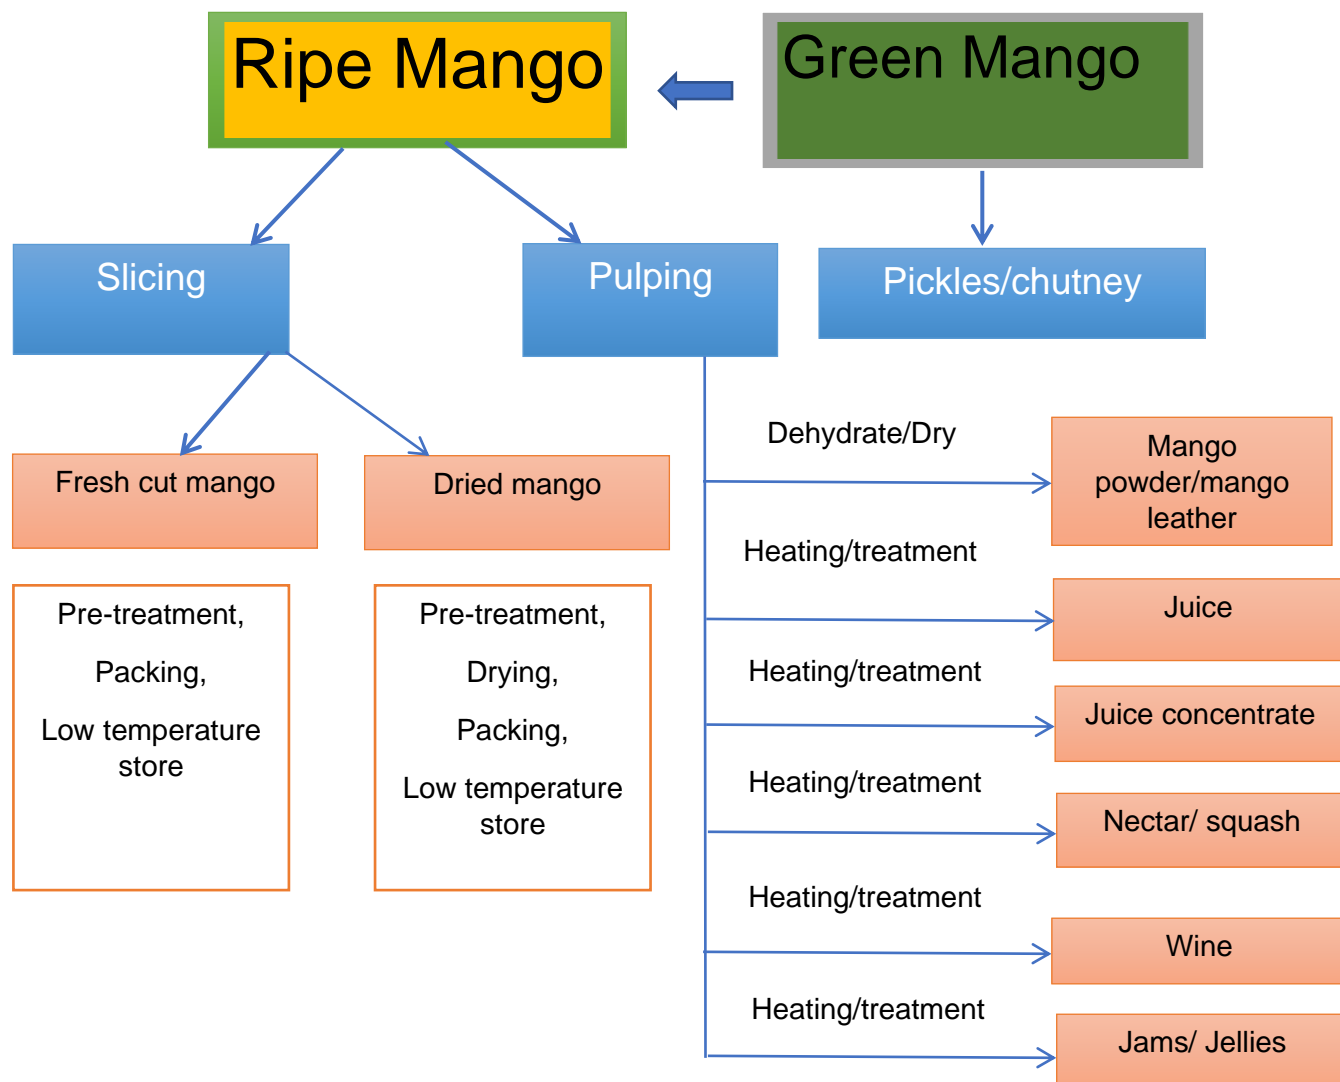 Ripe Mango
Green Mango
Slicing
Pulping
Pickles/chutney
Fresh cut mango
Dried mango
Pre-treatment,
Packing,
Low temperature
store
Pre-treatment,
Drying,
Packing,
Low temperature
store
Dehydrate/Dry
Mango
powder/mango
leather
Heating/treatment
Juice
Heating/treatment
Juice concentrate
Heating/treatment
Nectar/ squash
Heating/treatment
Wine
Heating/treatment
Jams/ Jellies